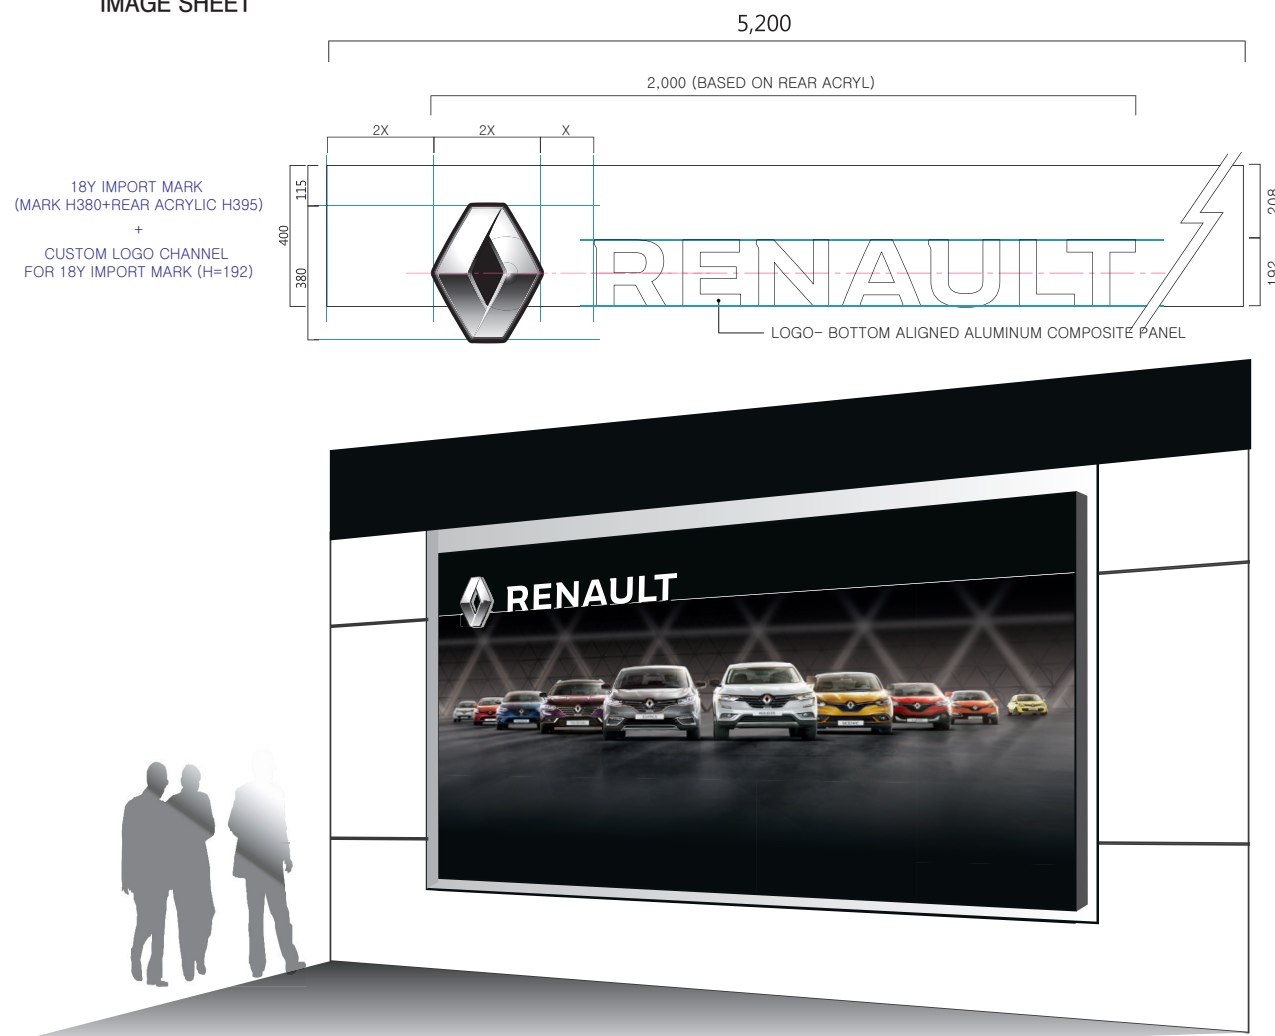 IMAGE SHEET
5,200
2,000 (BASED ON REAR ACRYL)
2X
2X
X
18Y IMPORT MARK
(MARK H380+REAR ACRYLIC H395)
+
CUSTOM LOGO CHANNEL
FOR 18Y IMPORT MARK (H=192)
400
115
380
208
192
RENAULT
LOGO- BOTTOM ALIGNED ALUMINUM COMPOSITE PANEL
RENAULT